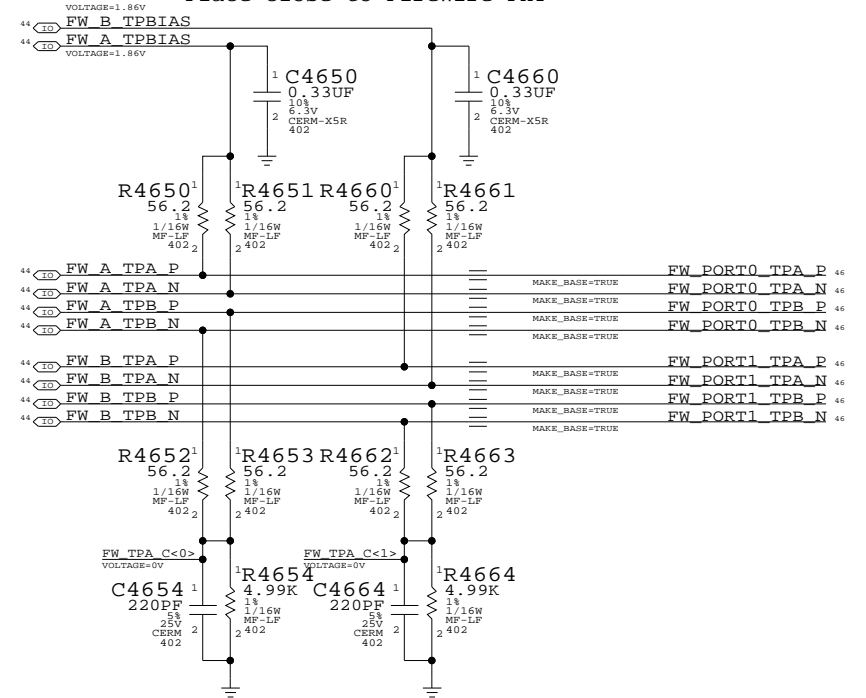 VOLTAGE=1.86V
44 IO FW_B_TPBIAS
44 IO FW_A_TPBIAS
VOLTAGE=1.86V
1 C4650
0.33UF
10%
6.3V
2 CERM-X5R
402
1 C4660
0.33UF
10%
6.3V
2 CERM-X5R
402
R4650 1
56.2
1%
1/16W
MF-LF
402 2
1 R4651
56.2
1%
1/16W
MF-LF
2 402
R4660 1
56.2
1%
1/16W
MF-LF
402 2
1 R4661
56.2
1%
1/16W
MF-LF
2 402
44 IO FW_A_TPA_P FW_PORT0_TPA_P 46
MAKE_BASE=TRUE
44 IO FW_A_TPA_N FW_PORT0_TPA_N 46
MAKE_BASE=TRUE
44 IO FW_A_TPB_P FW_PORT0_TPB_P 46
MAKE_BASE=TRUE
44 IO FW_A_TPB_N FW_PORT0_TPB_N 46
MAKE_BASE=TRUE
44 IO FW_B_TPA_P FW_PORT1_TPA_P 46
MAKE_BASE=TRUE
44 IO FW_B_TPA_N FW_PORT1_TPA_N 46
MAKE_BASE=TRUE
44 IO FW_B_TPB_P FW_PORT1_TPB_P 46
MAKE_BASE=TRUE
44 IO FW_B_TPB_N FW_PORT1_TPB_N 46
MAKE_BASE=TRUE
R4652 1
56.2
1%
1/16W
MF-LF
402 2
1 R4653
56.2
1%
1/16W
MF-LF
2 402
R4662 1
56.2
1%
1/16W
MF-LF
402 2
1 R4663
56.2
1%
1/16W
MF-LF
2 402
FW_TPA_C<0>
VOLTAGE=0V
FW_TPA_C<1>
VOLTAGE=0V
C4654 1
220PF
5%
25V
CERM 2
402
1 R4654
4.99K
1%
1/16W
MF-LF
2 402
C4664 1
220PF
5%
25V
CERM 2
402
1 R4664
4.99K
1%
1/16W
MF-LF
2 402